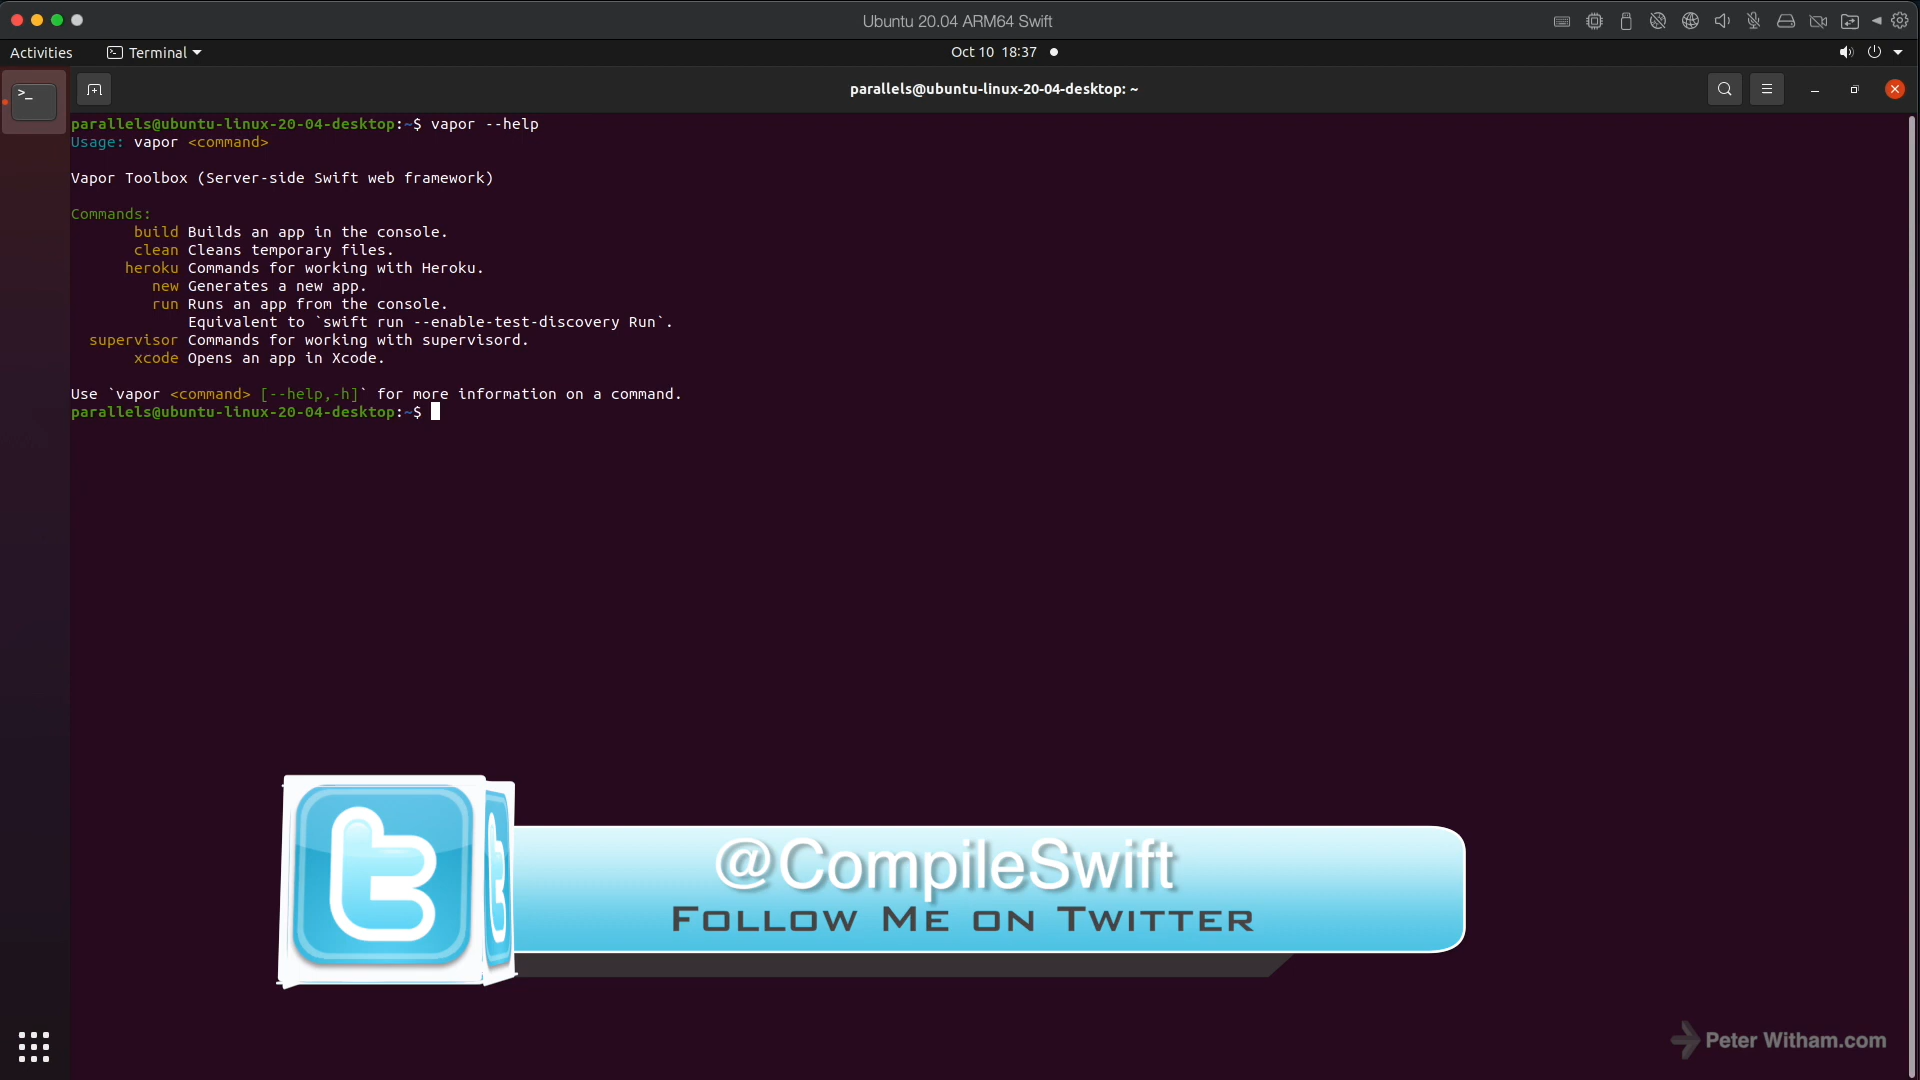 Ubuntu 20.04 ARM64 Swift
Activities
Terminal
Oct 10 18:37
parallels@ubuntu-linux-20-04-desktop: ~
parallels@ubuntu-linux-20-04-desktop:~$ vapor --help
Usage: vapor <command>
Vapor Toolbox (Server-side Swift web framework)
Commands:
build Builds an app in the console.
clean Cleans temporary files.
heroku Commands for working with Heroku.
new Generates a new app.
run Runs an app from the console.
Equivalent to `swift run --enable-test-discovery Run`.
supervisor Commands for working with supervisord.
xcode Opens an app in Xcode.
Use `vapor <command> [--help,-h]` for more information on a command.
parallels@ubuntu-linux-20-04-desktop:~$
@CompileSwift
Follow Me on Twitter
Peter Witham.com